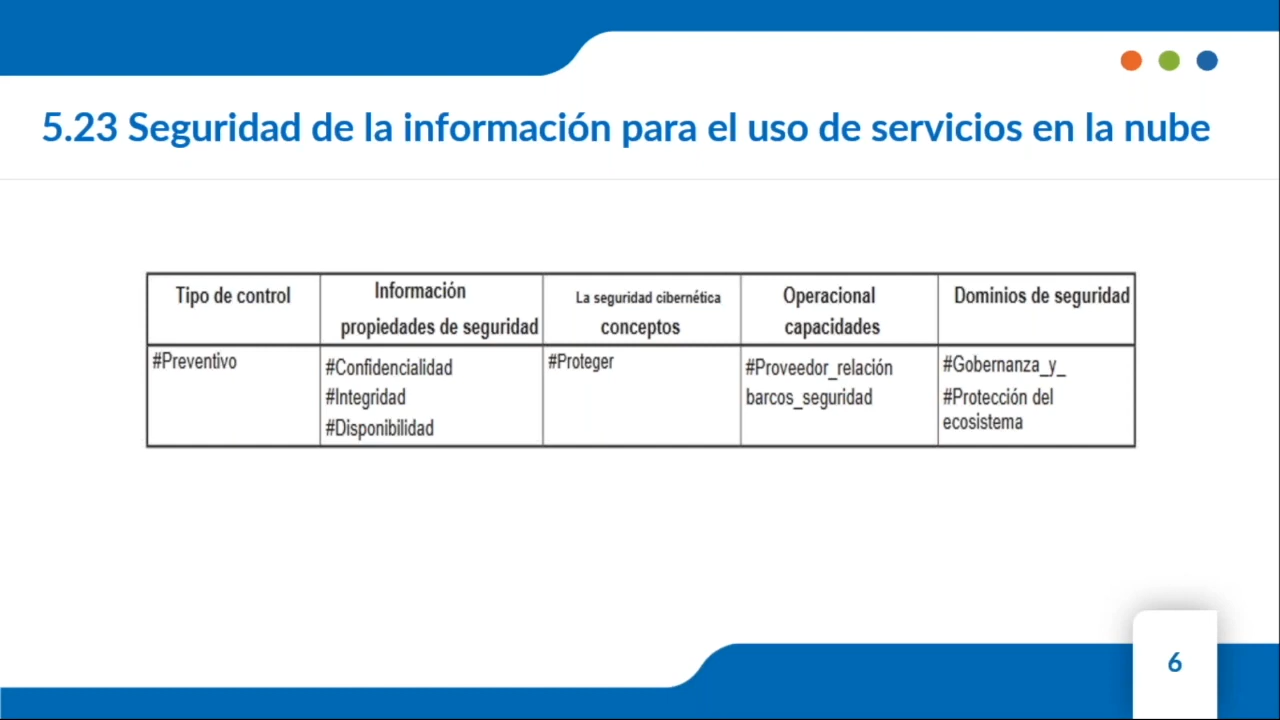 5.23 Seguridad de la información para el uso de servicios en la nube
Tipo de control
Información
propiedades de seguridad
La seguridad cibernética
conceptos
Operacional
capacidades
Dominios de seguridad
#Preventivo
#Confidencialidad
#Integridad
#Disponibilidad
#Proteger
#Proveedor_relación
barcos_seguridad
#Gobernanza_y_
#Protección del
ecosistema
6